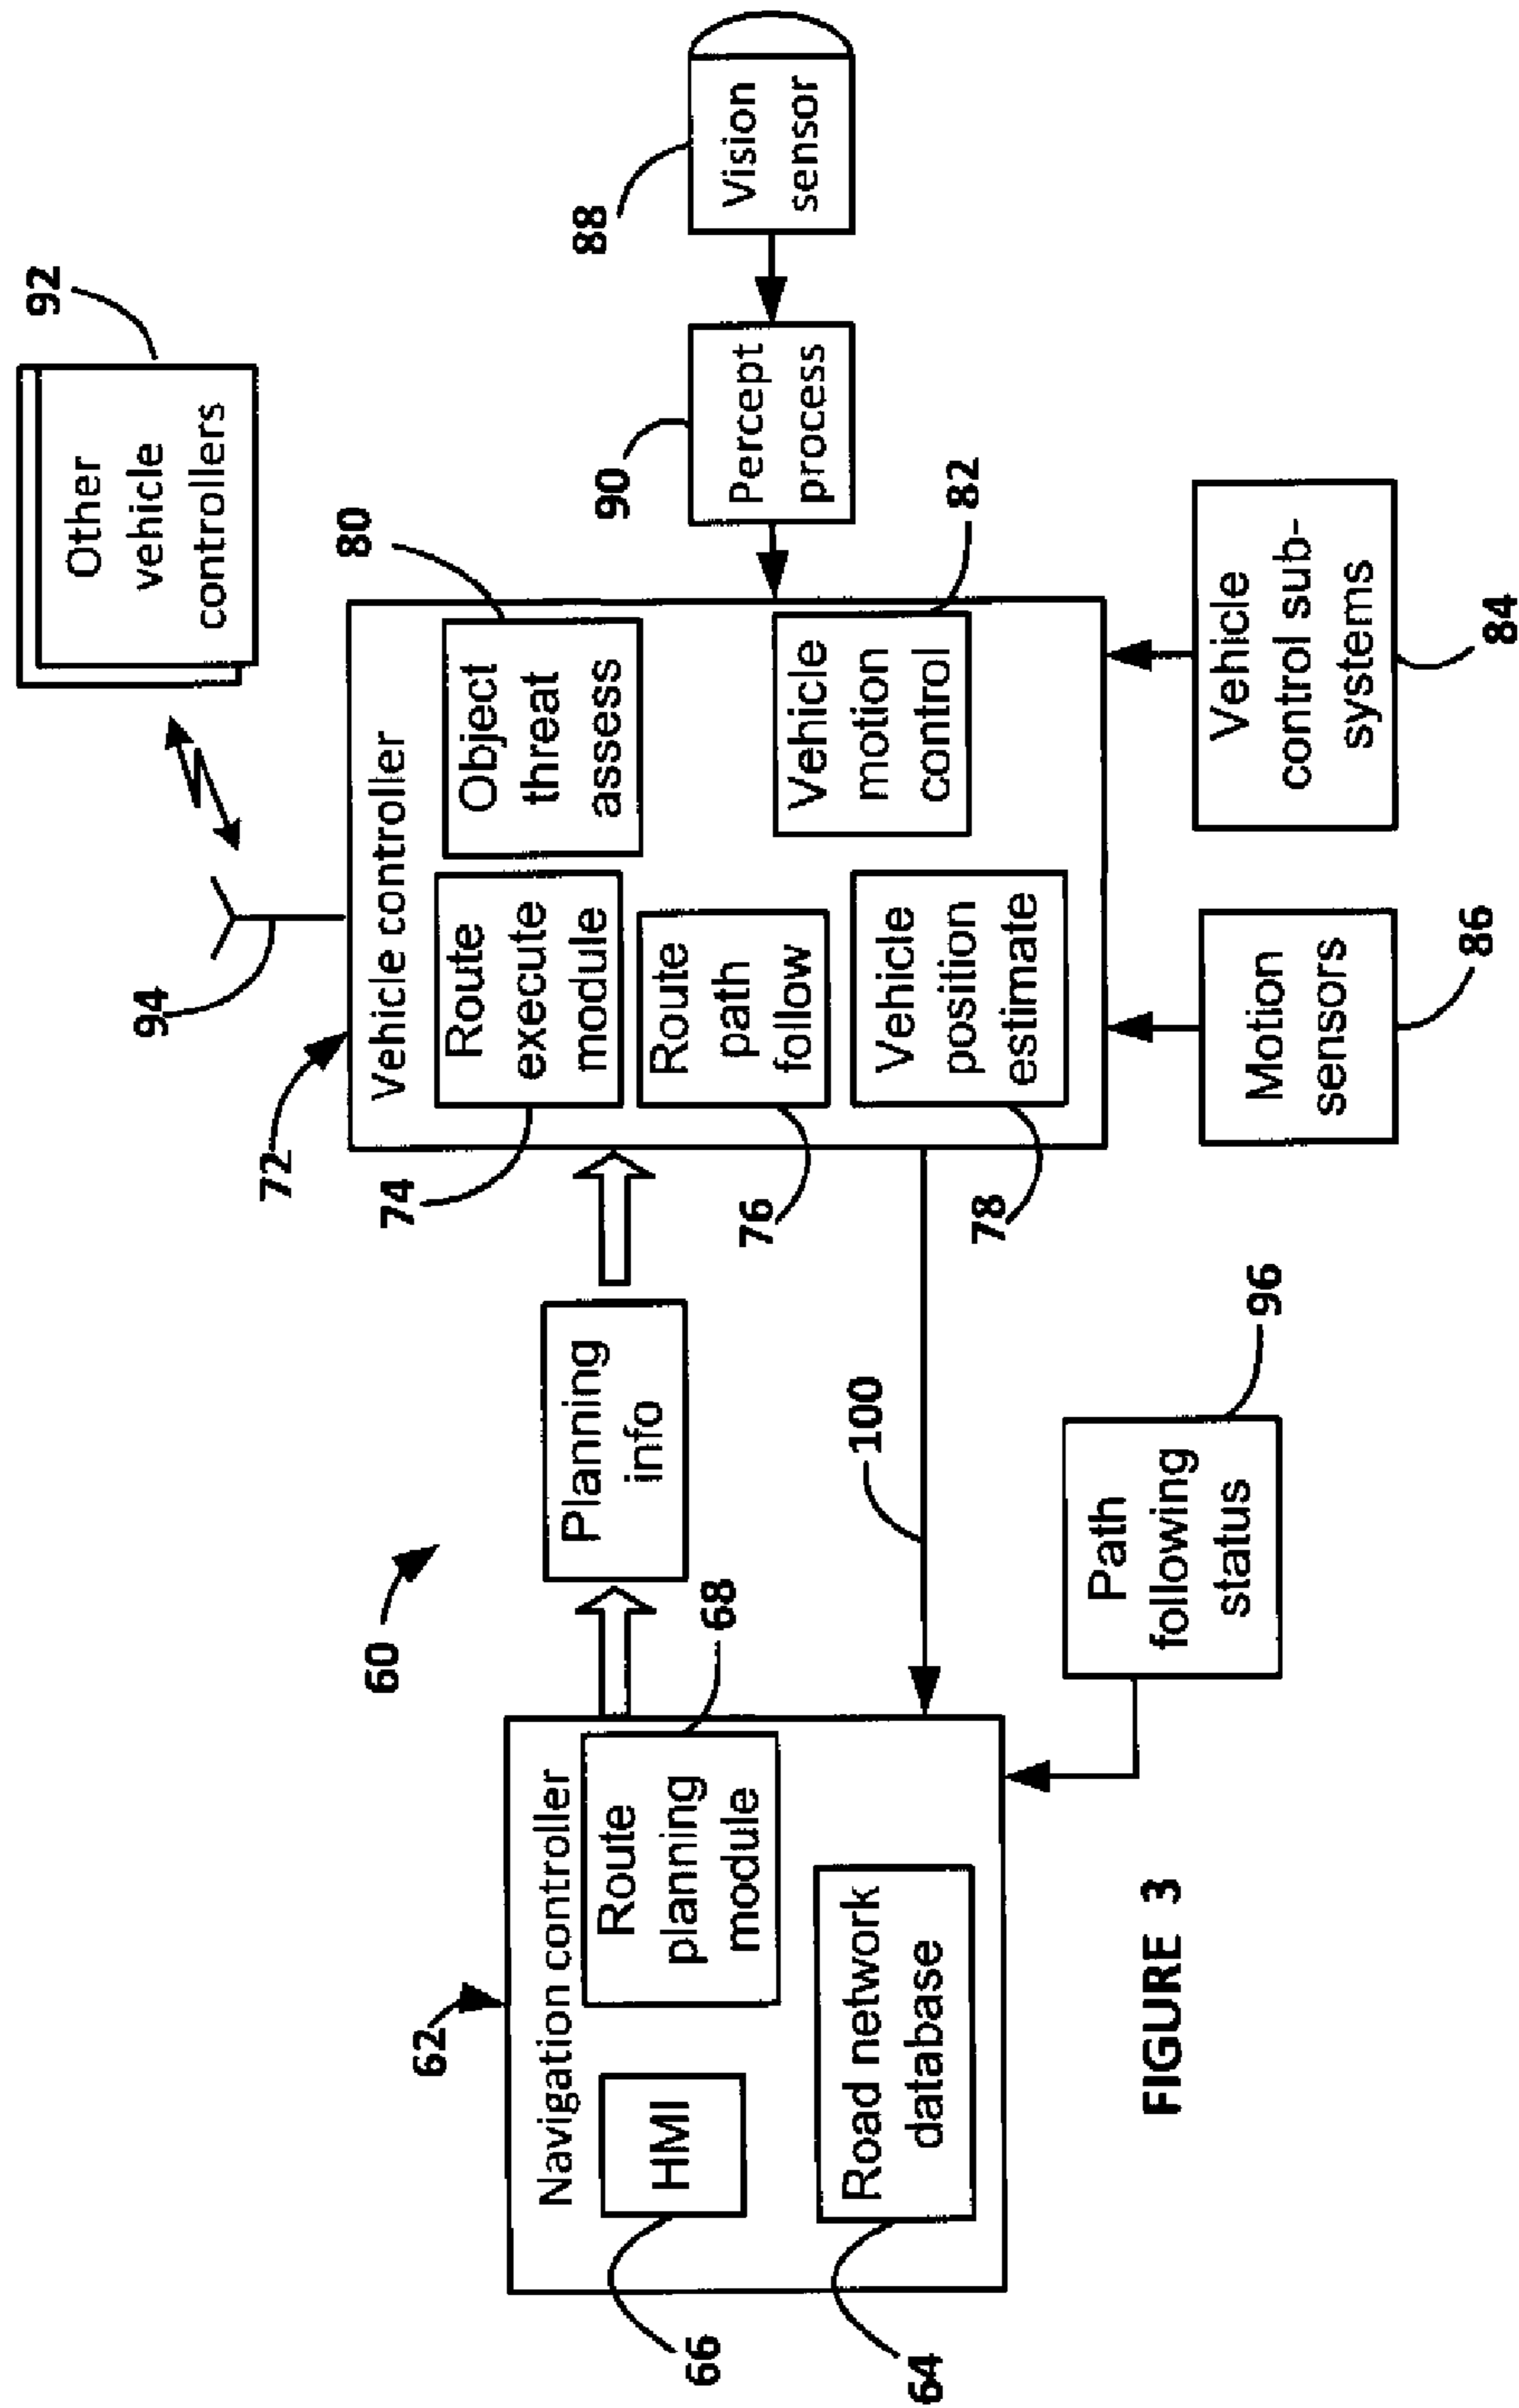 60
62
Navigation controller
HMI
66
Route
planning
module
68
Road network
database
64
Planning
info
100
Path
following
status
96
72
Vehicle controller
Route
execute
module
74
Route
path
follow
76
Vehicle
position
estimate
78
Object
threat
assess
80
Vehicle
motion
control
82
94
Other
vehicle
controllers
92
Percept
process
90
Vision
sensor
88
Motion
sensors
86
Vehicle
control sub-
systems
84
FIGURE 3